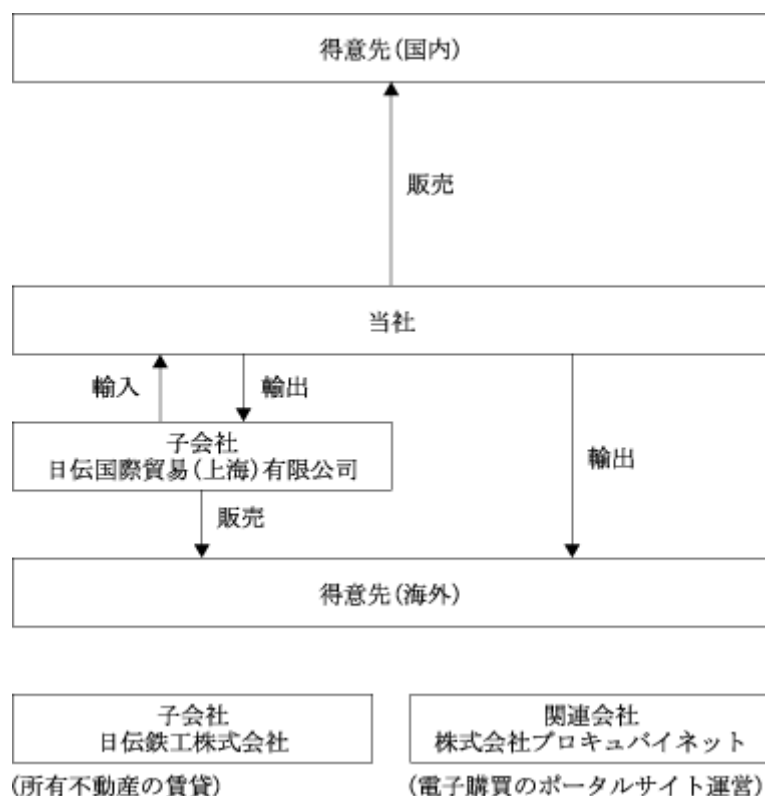 得意先(国内)
販売
当社
輸入
輸出
子会社
日伝国際貿易(上海)有限公司
輸出
販売
得意先(海外)
子会社
日伝鉄工株式会社
(所有不動産の賃貸)
関連会社
株式会社プロキュバイネット
(電子購買のポータルサイト運営)